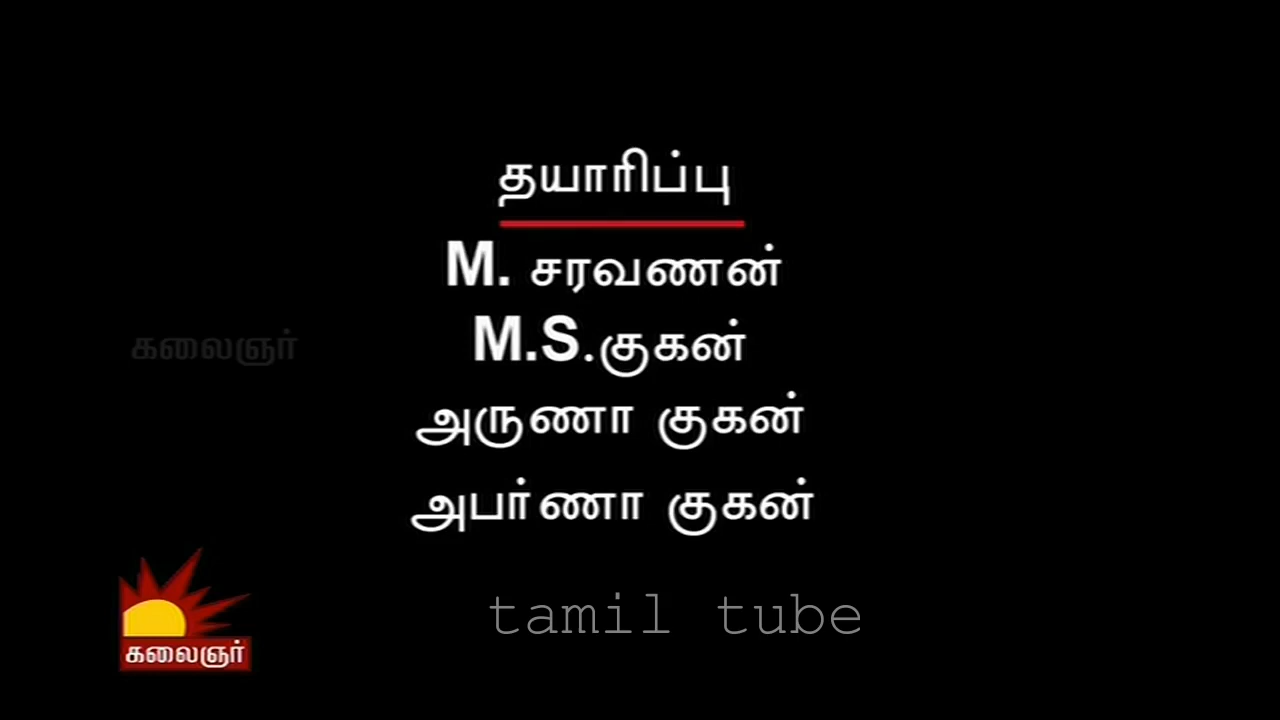 தயாரிப்பு
M. சரவணன்
M.S.குகன்
கலைஞர்
அருணா குகன்
அபர்ணா குகன்
tamil tube
கலைஞர்